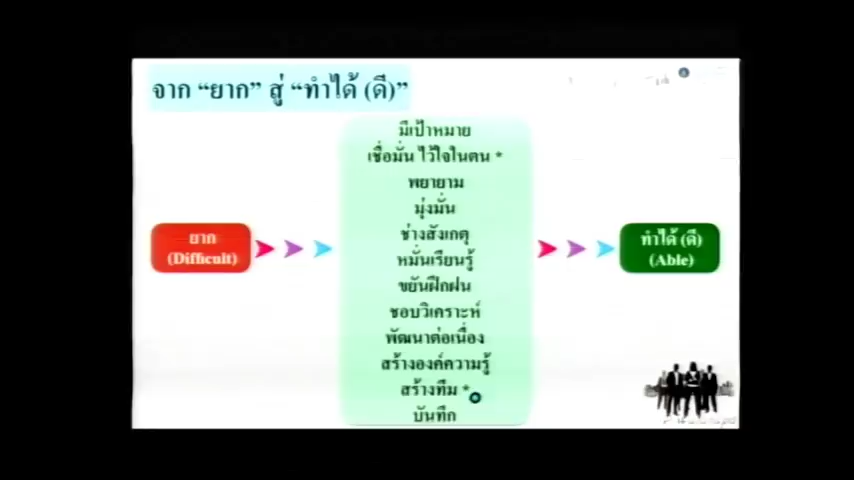 จาก “ยาก” สู่ “ทำได้ (ดี)”
มีเป้าหมาย
เชื่อมั่น ไว้ใจในตน *
พยายาม
มุ่งมั่น
ช่างสังเกตุ
หมั่นเรียนรู้
ขยันฝึกฝน
ชอบวิเคราะห์
พัฒนาต่อเนื่อง
สร้างองค์ความรู้
สร้างทีม *
บันทึก
ยาก
(Difficult)
ทำได้ (ดี)
(Able)